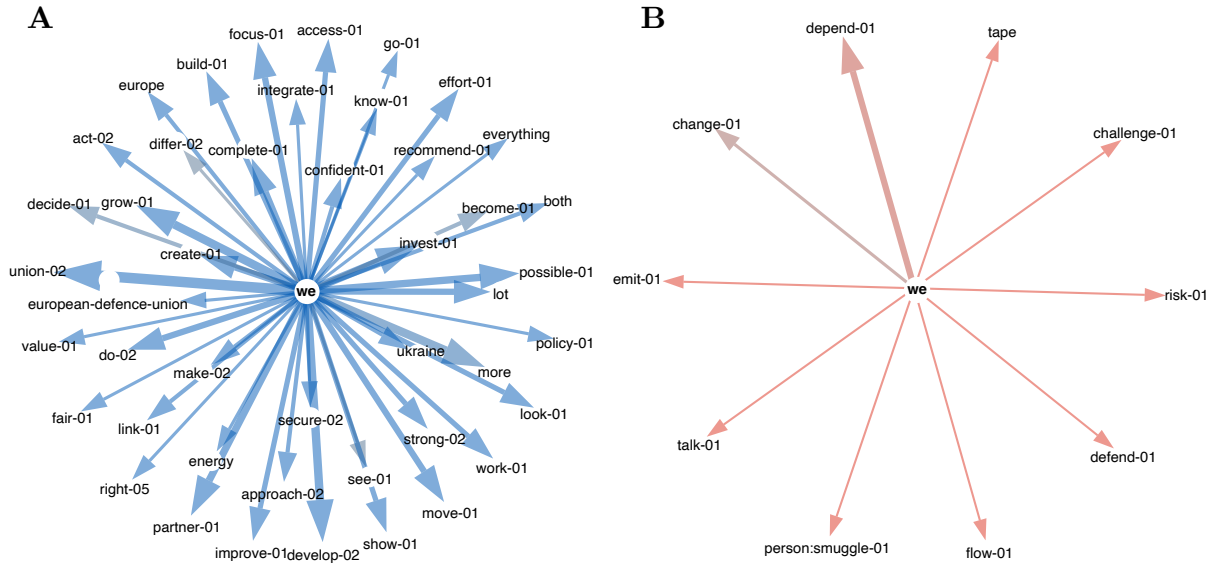 A
focus-01
access-01
go-01
build-01
europe
integrate-01
know-01
effort-01
act-02
differ-02
complete-01
confident-01
recommend-01
everything
decide-01
grow-01
become-01
both
create-01
invest-01
union-02
possible-01
we
lot
european-defence-union
value-01
do-02
ukraine
policy-01
make-02
more
fair-01
link-01
secure-02
look-01
strong-02
energy
work-01
right-05
approach-02
see-01
partner-01
move-01
improve-01
develop-02
show-01
B
depend-01
tape
change-01
challenge-01
emit-01
we
risk-01
talk-01
defend-01
person:smuggle-01
flow-01